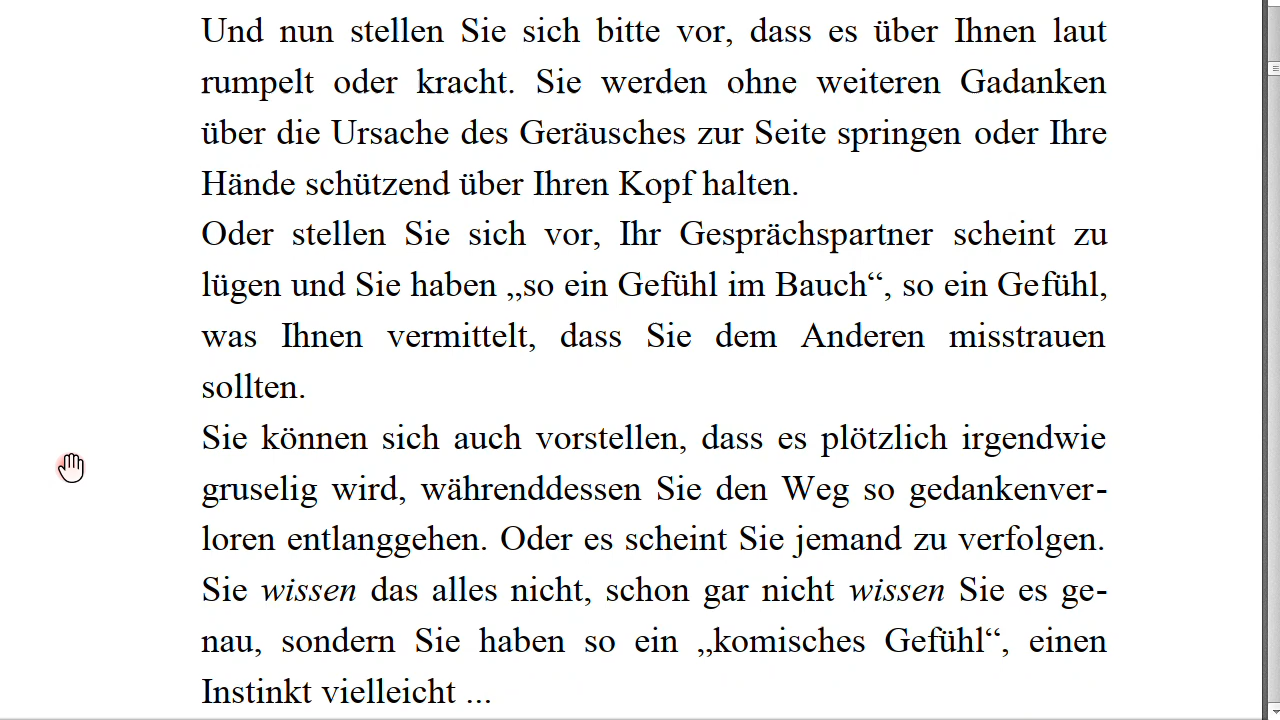 Und nun stellen Sie sich bitte vor, dass es über Ihnen laut
rumpelt oder kracht. Sie werden ohne weiteren Gadanken
über die Ursache des Geräusches zur Seite springen oder Ihre
Hände schützend über Ihren Kopf halten.
Oder stellen Sie sich vor, Ihr Gesprächspartner scheint zu
lügen und Sie haben „so ein Gefühl im Bauch“, so ein Gefühl,
was Ihnen vermittelt, dass Sie dem Anderen misstrauen
sollten.
Sie können sich auch vorstellen, dass es plötzlich irgendwie
gruselig wird, währenddessen Sie den Weg so gedankenver-
loren entlanggehen. Oder es scheint Sie jemand zu verfolgen.
Sie wissen das alles nicht, schon gar nicht wissen Sie es ge-
nau, sondern Sie haben so ein „komisches Gefühl“, einen
Instinkt vielleicht ...